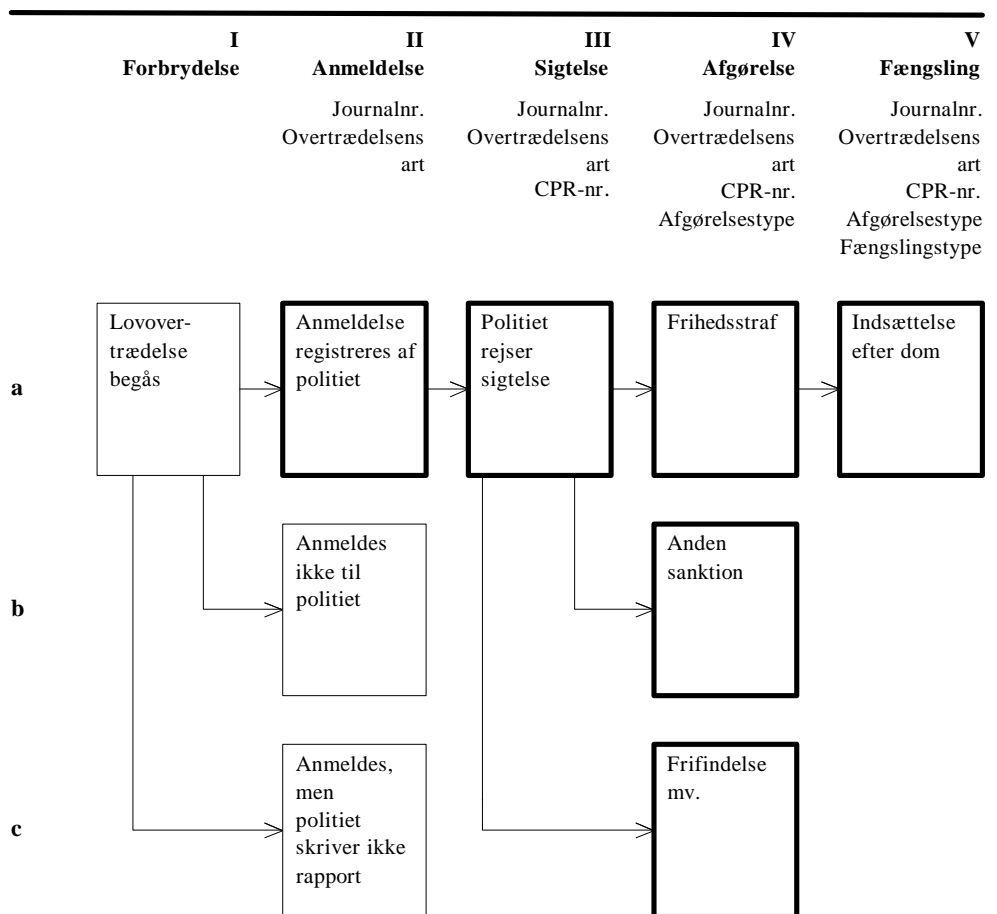 I II III IV V
Forbrydelse Anmeldelse Sigtelse Afgørelse Fængsling
Journalnr. Journalnr. Journalnr. Journalnr.
Overtrædelsens Overtrædelsens Overtrædelsens Overtrædelsens
art art art art
CPR-nr. CPR-nr. CPR-nr.
Afgørelsestype Afgørelsestype
Fængslingstype
a
Lovover-
trædelse
begås
Anmeldelse
registreres af
politiet
Politiet
rejser
sigtelse
Frihedsstraf
Indsættelse
efter dom
b
Anmeldes
ikke til
politiet
Anden
sanktion
c
Anmeldes,
men
politiet
skriver ikke
rapport
Frifindelse
mv.